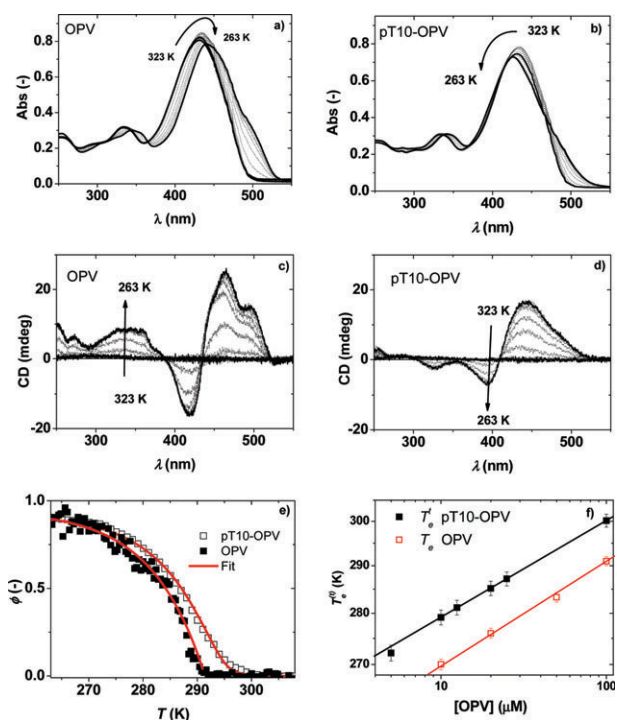 OPV
a)
323 K
263 K
Abs (-)
0.8
0.6
0.4
0.2
0.0
300 400 500
λ (nm)
pT10-OPV
b)
323 K
263 K
Abs (-)
0.8
0.6
0.4
0.2
0.0
300 400 500
λ (nm)
OPV
c)
263 K
323 K
CD (mdeg)
20
0
-20
300 400 500
λ (nm)
pT10-OPV
d)
323 K
263 K
CD (mdeg)
20
0
-20
300 400 500
λ (nm)
e)
pT10-OPV
OPV
Fit
ϕ (-)
1.0
0.5
0.0
270 280 290 300
T (K)
f)
Tₑᵗ pT10-OPV
Tₑ OPV
Tₑ⁽ᵗ⁾ (K)
300
290
280
270
10 100
[OPV] (μM)